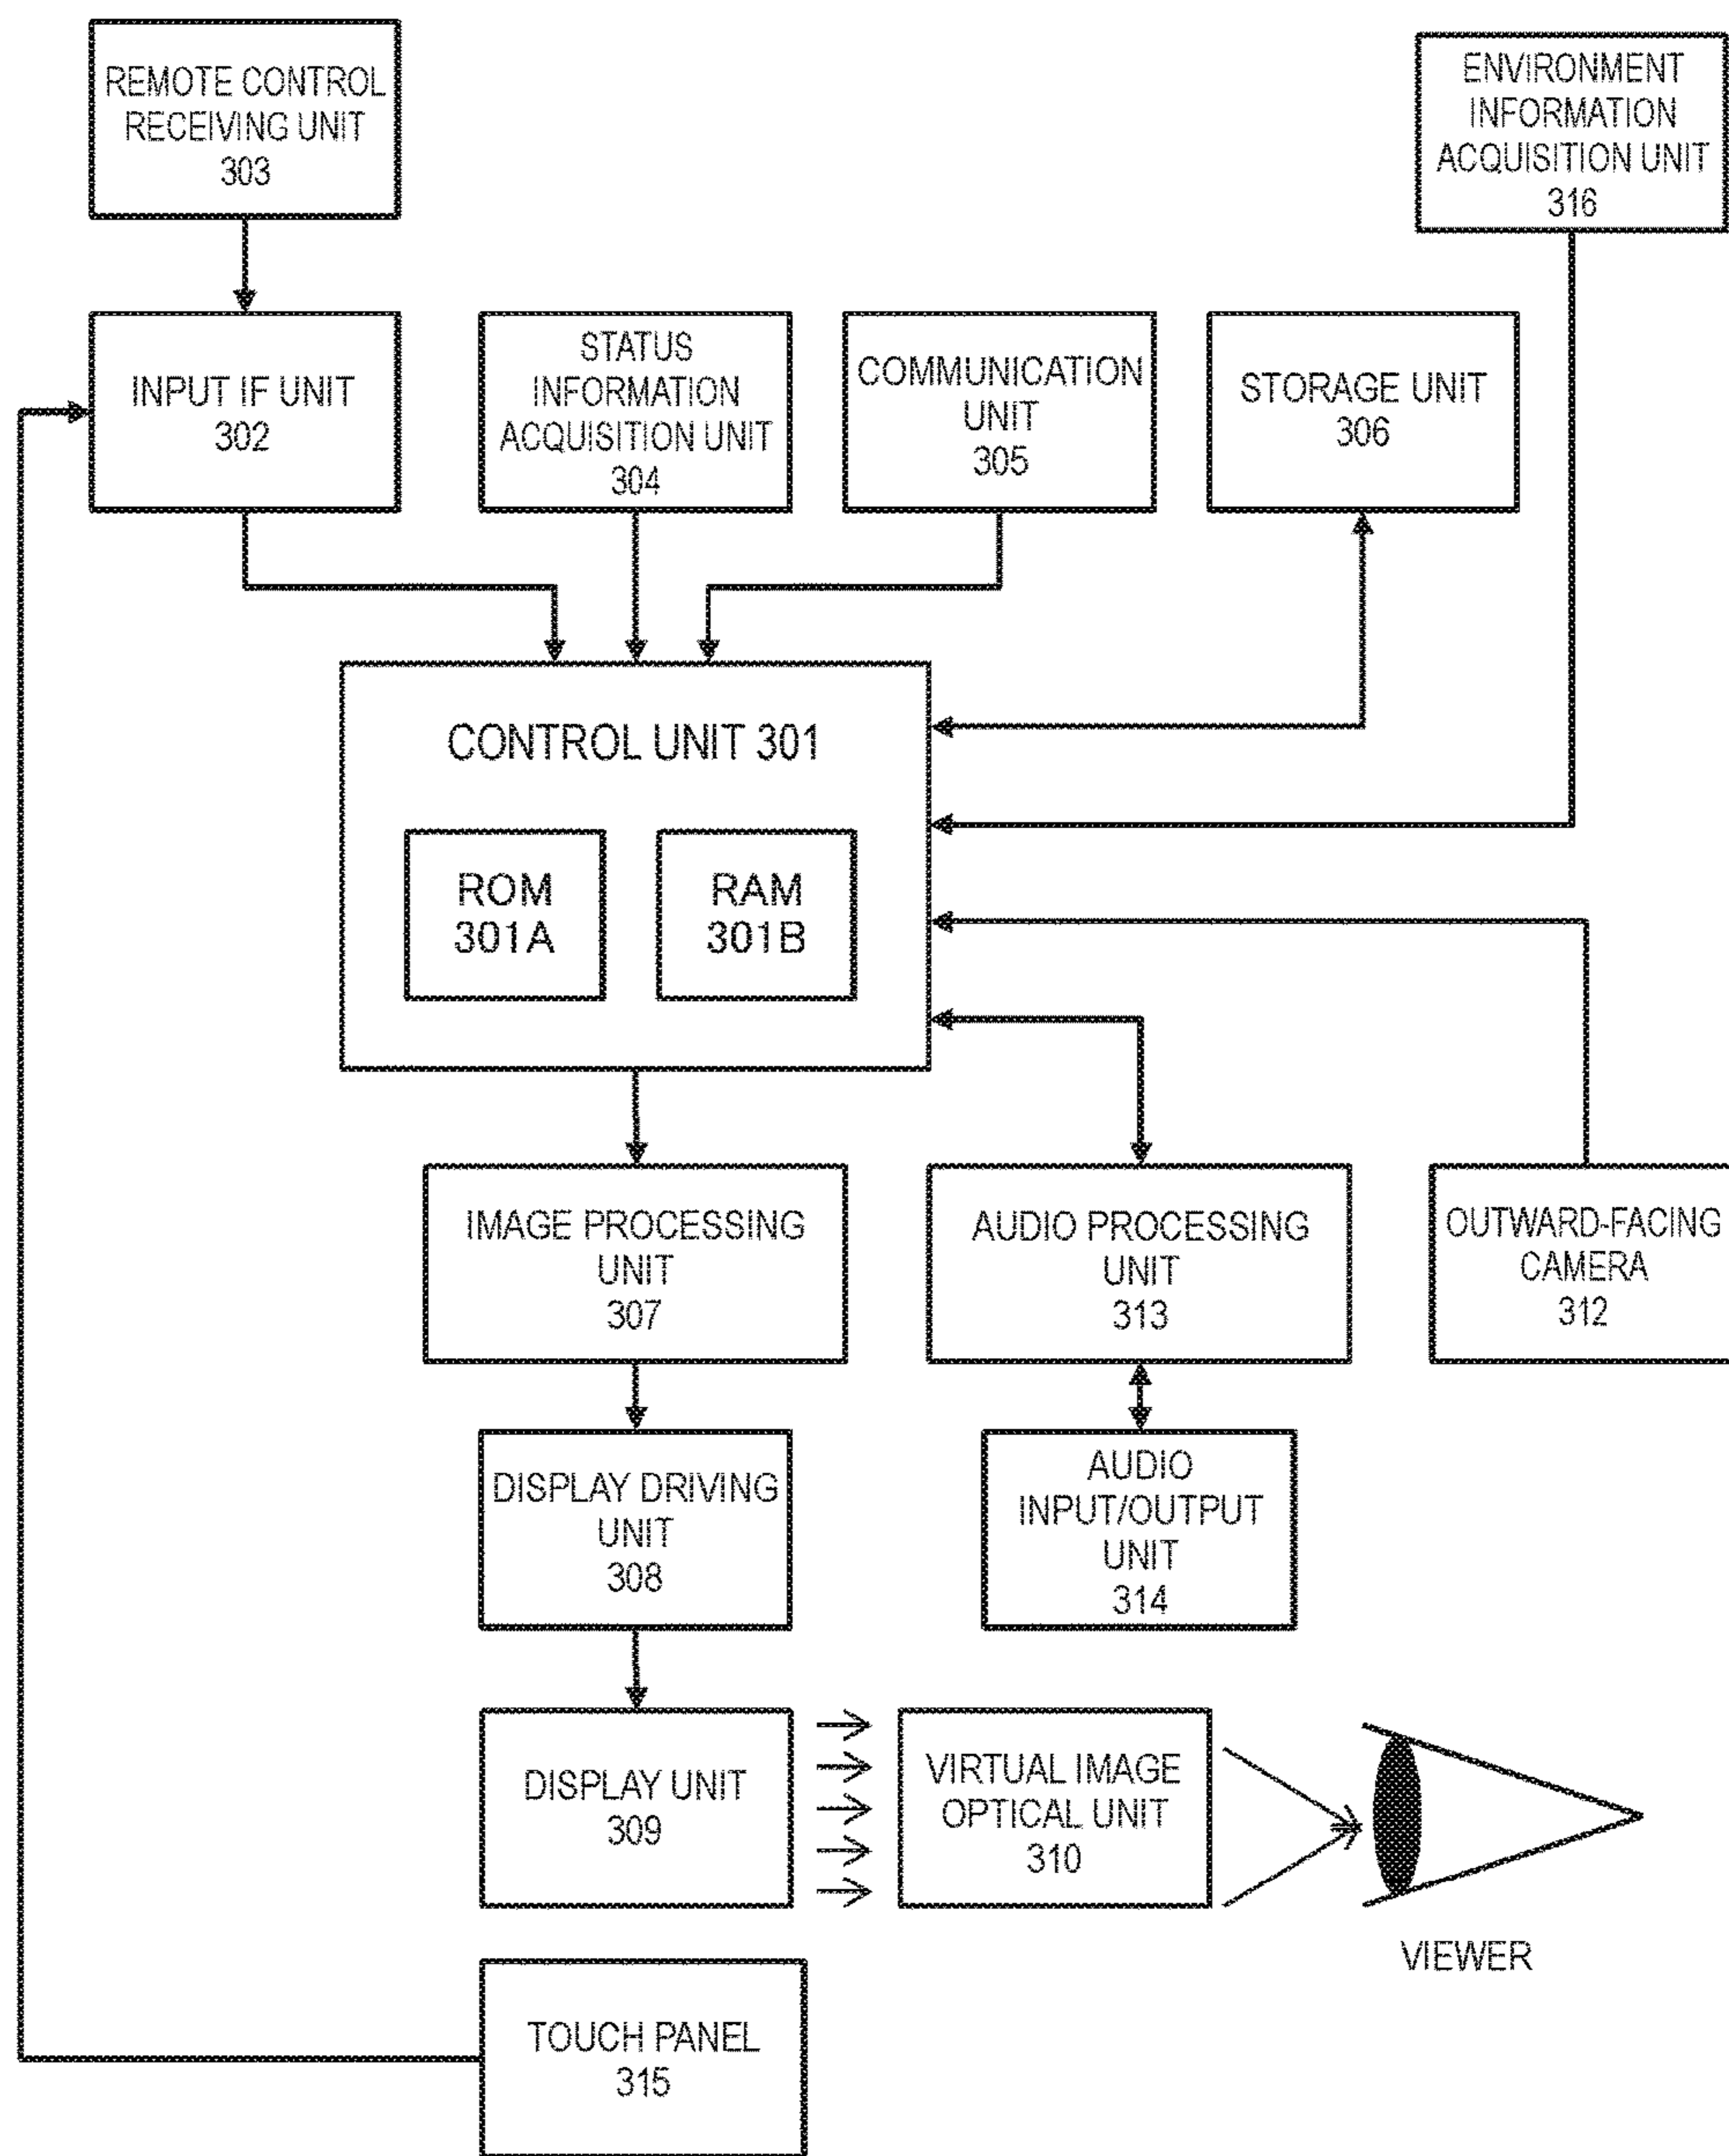 REMOTE CONTROL
RECEIVING UNIT
303
ENVIRONMENT
INFORMATION
ACQUISITION UNIT
316
INPUT IF UNIT
302
STATUS
INFORMATION
ACQUISITION UNIT
304
COMMUNICATION
UNIT
305
STORAGE UNIT
306
CONTROL UNIT 301
ROM
301A
RAM
301B
IMAGE PROCESSING
UNIT
307
AUDIO PROCESSING
UNIT
313
OUTWARD-FACING
CAMERA
312
DISPLAY DRIVING
UNIT
308
AUDIO
INPUT/OUTPUT
UNIT
314
DISPLAY UNIT
309
VIRTUAL IMAGE
OPTICAL UNIT
310
VIEWER
TOUCH PANEL
315